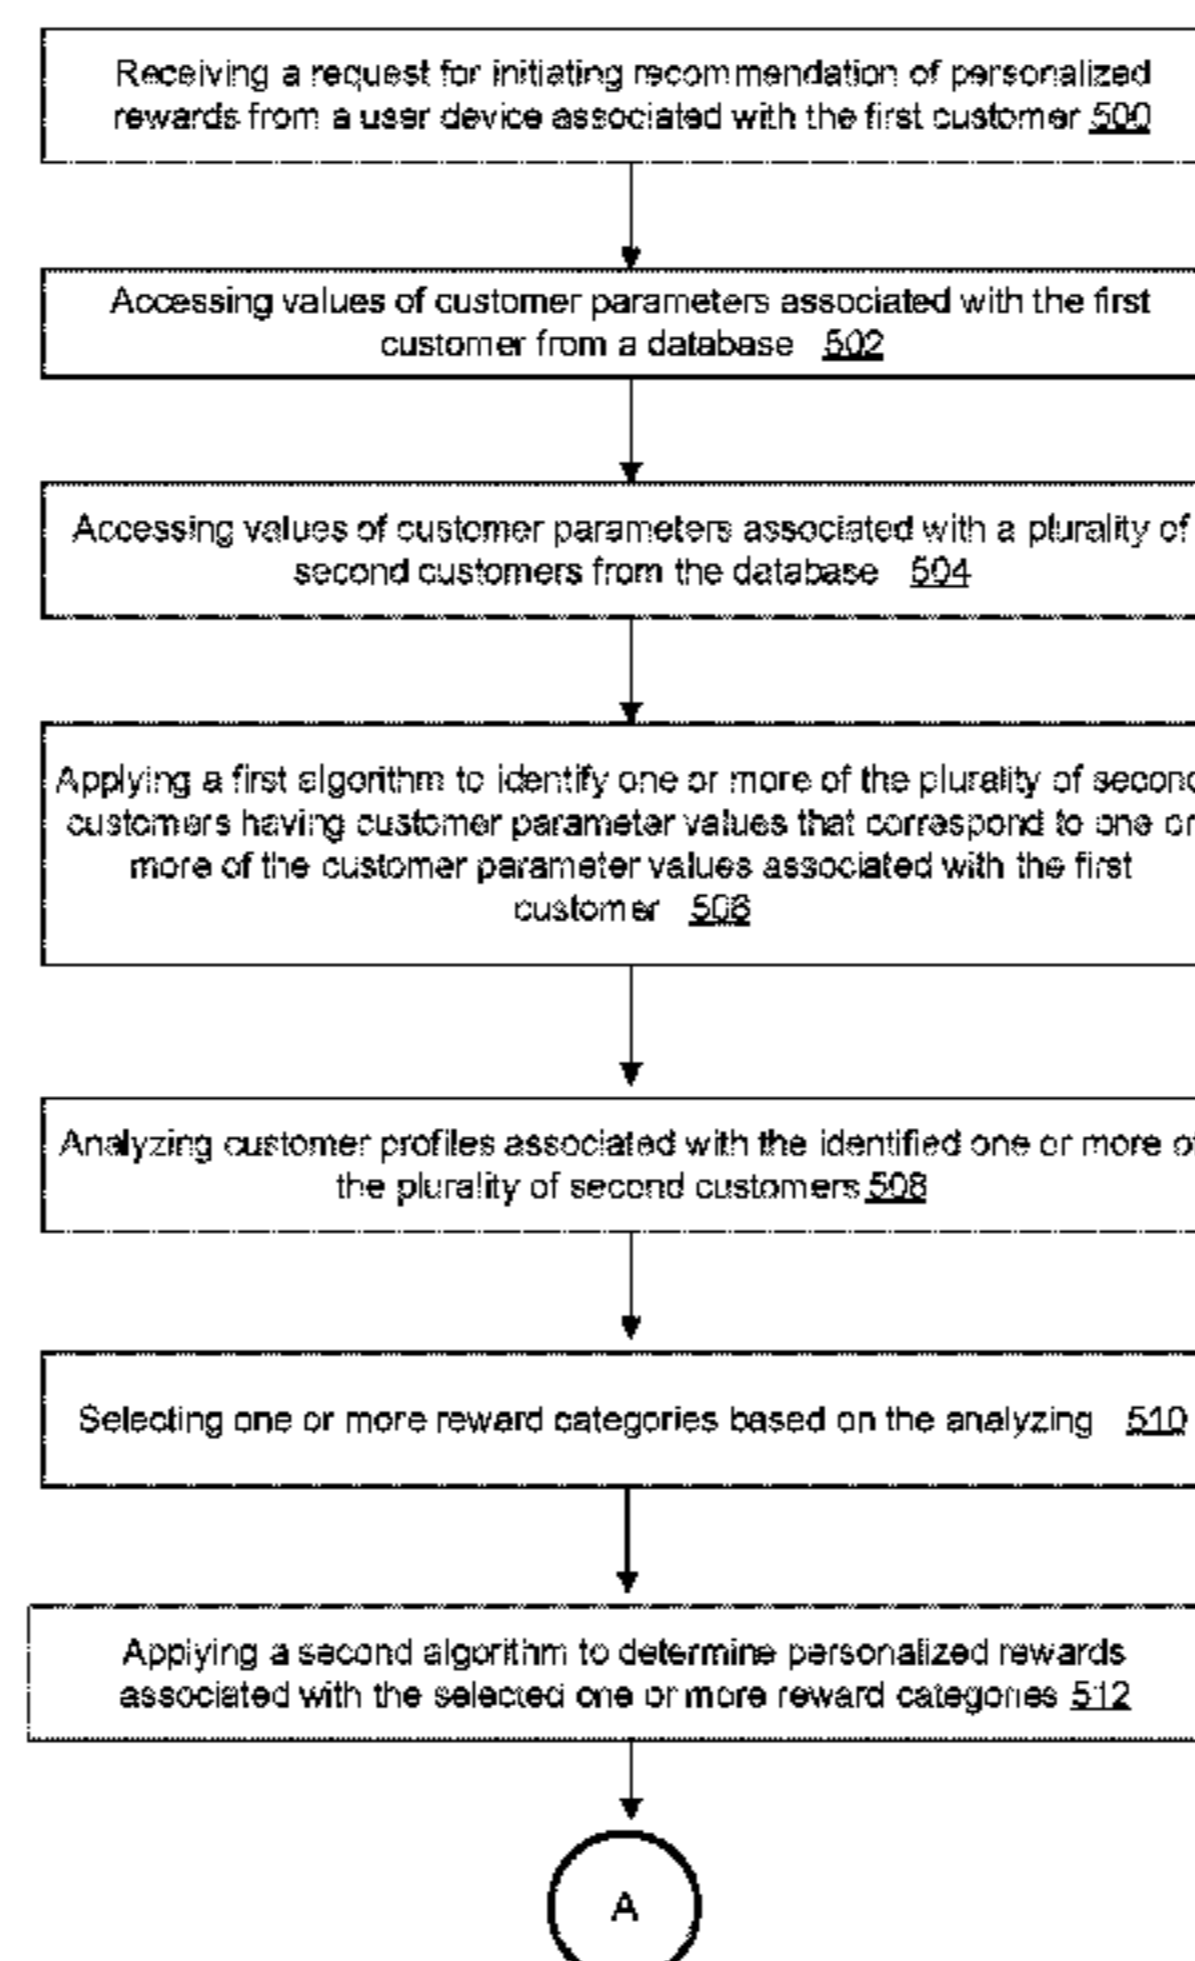 Receiving a request for initiating recommendation of personalized
rewards from a user device associated with the first customer 500
Accessing values of customer parameters associated with the first
customer from a database 502
Accessing values of customer parameters associated with a plurality of
second customers from the database 504
Applying a first algorithm to identify one or more of the plurality of second
customers having customer parameter values that correspond to one or
more of the customer parameter values associated with the first
customer 506
Analyzing customer profiles associated with the identified one or more of
the plurality of second customers 508
Selecting one or more reward categories based on the analyzing 510
Applying a second algorithm to determine personalized rewards
associated with the selected one or more reward categories 512
A